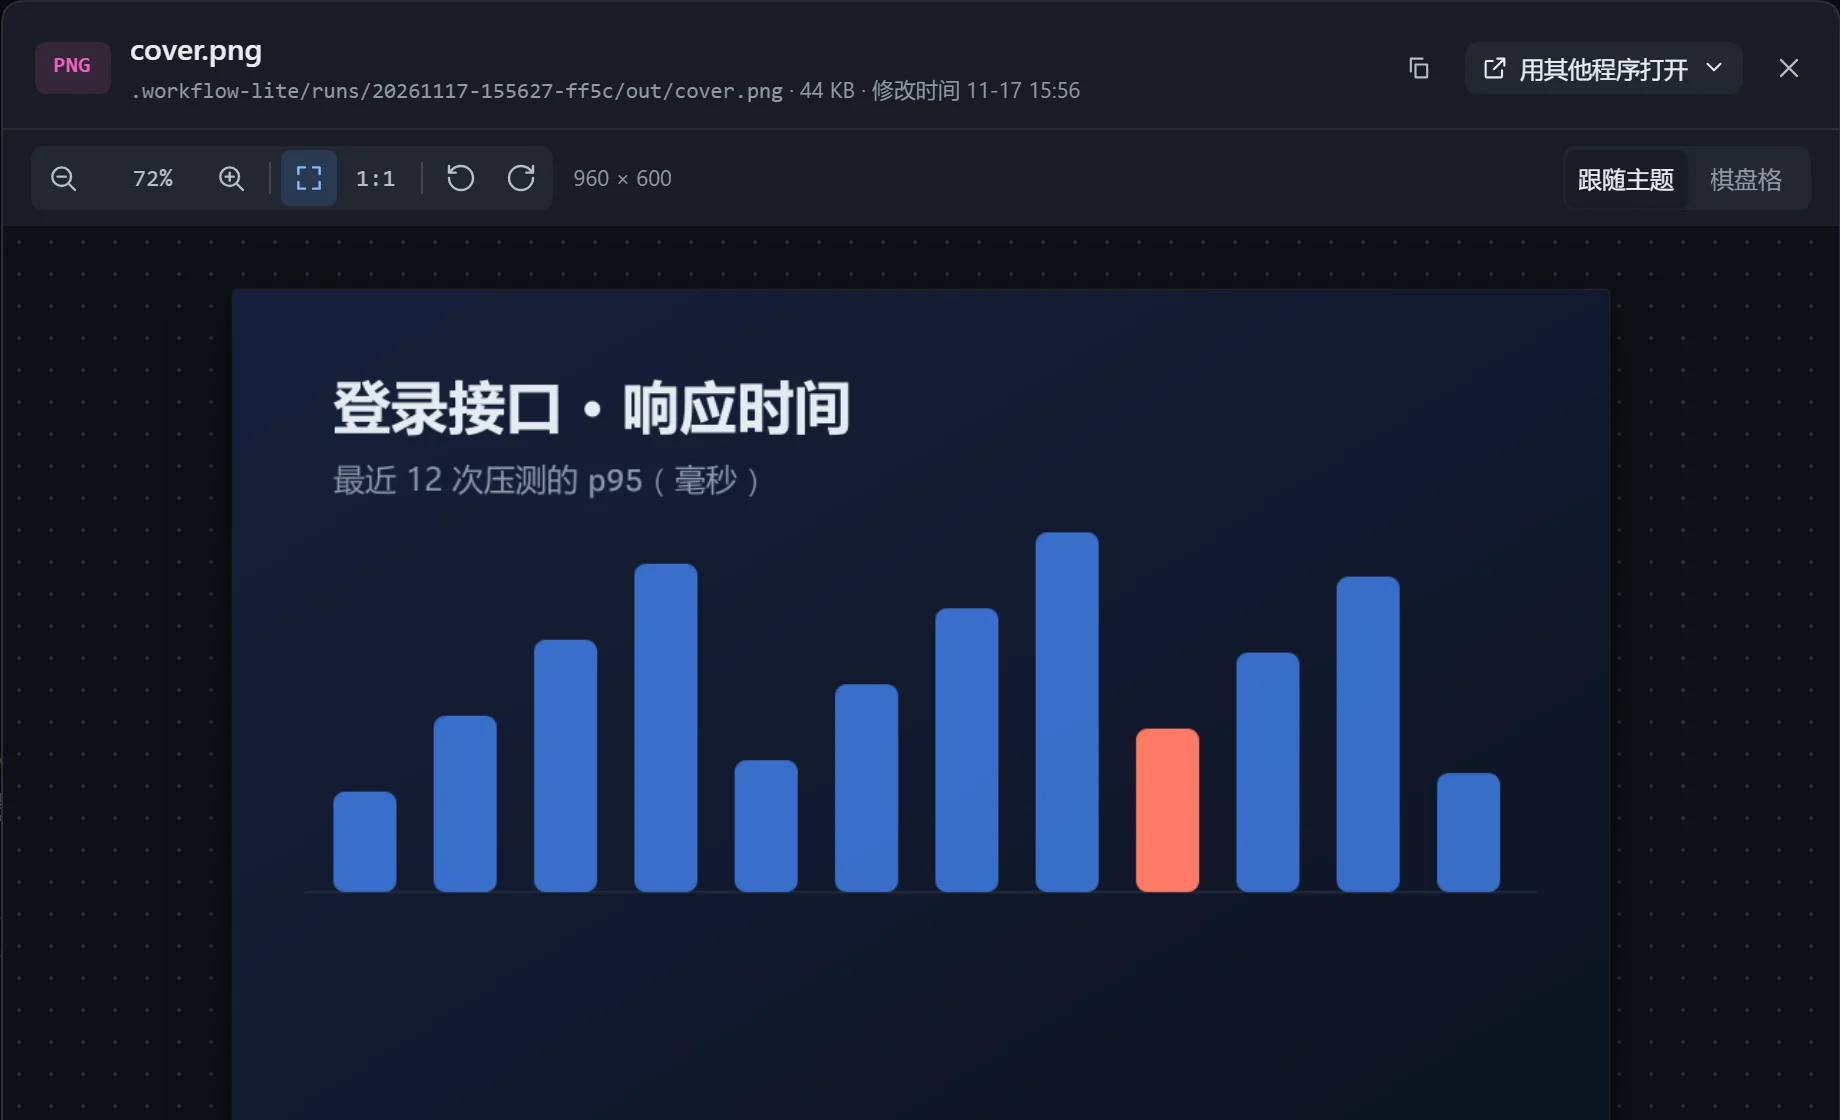 PNG
cover.png
.workflow-lite/runs/20261117-155627-ff5c/out/cover.png · 44 KB · 修改时间 11-17 15:56
用其他程序打开
72%
1:1
960 × 600
跟随主题
棋盘格
登录接口 · 响应时间
最近 12 次压测的 p95（毫秒）